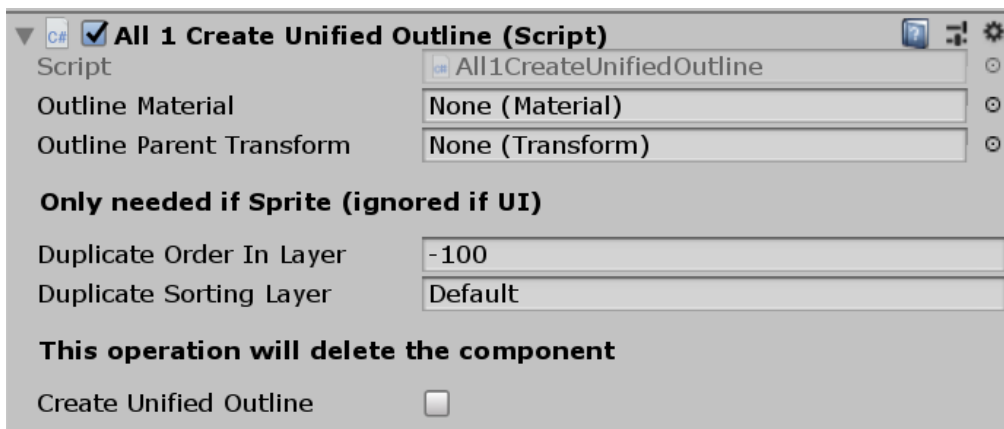 C# All 1 Create Unified Outline (Script) ?
Script C# All1CreateUnifiedOutline
Outline Material None (Material)
Outline Parent Transform None (Transform)
Only needed if Sprite (ignored if UI)
Duplicate Order In Layer -100
Duplicate Sorting Layer Default
This operation will delete the component
Create Unified Outline